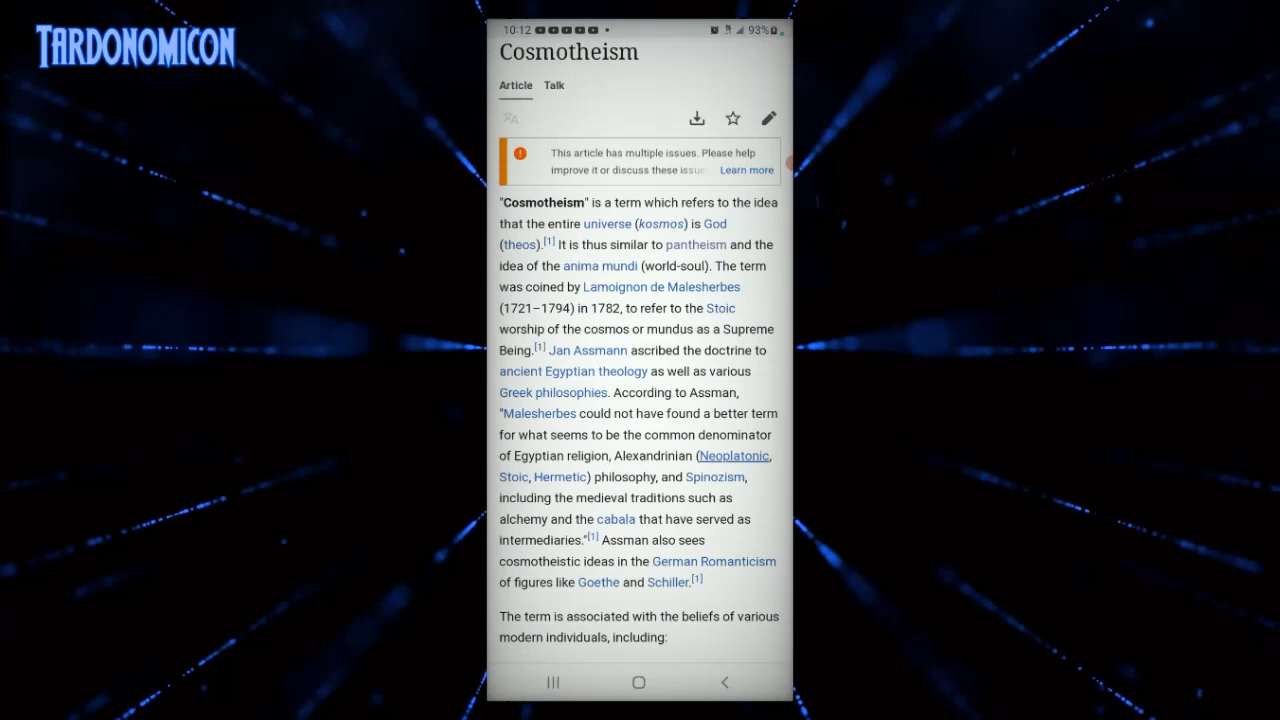 TARDONOMICON
10:12
93%
Cosmotheism
Article Talk
This article has multiple issues. Please help
improve it or discuss these issue Learn more
"Cosmotheism" is a term which refers to the idea
that the entire universe (kosmos) is God
(theos).[1] It is thus similar to pantheism and the
idea of the anima mundi (world-soul). The term
was coined by Lamoignon de Malesherbes
(1721–1794) in 1782, to refer to the Stoic
worship of the cosmos or mundus as a Supreme
Being.[1] Jan Assmann ascribed the doctrine to
ancient Egyptian theology as well as various
Greek philosophies. According to Assman,
"Malesherbes could not have found a better term
for what seems to be the common denominator
of Egyptian religion, Alexandrinian (Neoplatonic,
Stoic, Hermetic) philosophy, and Spinozism,
including the medieval traditions such as
alchemy and the cabala that have served as
intermediaries."[1] Assman also sees
cosmotheistic ideas in the German Romanticism
of figures like Goethe and Schiller.[1]
The term is associated with the beliefs of various
modern individuals, including: